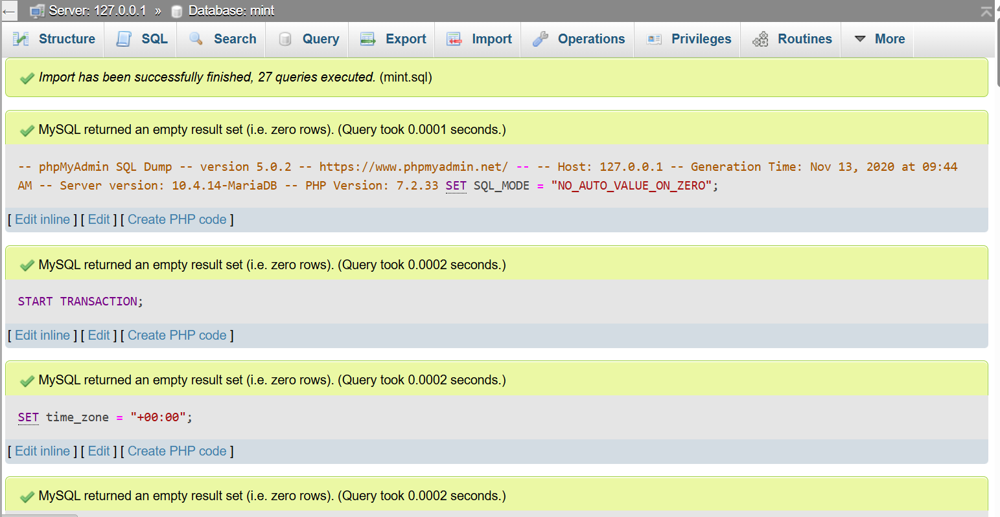 ← Server: 127.0.0.1 » Database: mint
Structure SQL Search Query Export Import Operations Privileges Routines More
Import has been successfully finished, 27 queries executed. (mint.sql)
MySQL returned an empty result set (i.e. zero rows). (Query took 0.0001 seconds.)
-- phpMyAdmin SQL Dump -- version 5.0.2 -- https://www.phpmyadmin.net/ -- -- Host: 127.0.0.1 -- Generation Time: Nov 13, 2020 at 09:44
AM -- Server version: 10.4.14-MariaDB -- PHP Version: 7.2.33 SET SQL_MODE = "NO_AUTO_VALUE_ON_ZERO";
[ Edit inline ] [ Edit ] [ Create PHP code ]
MySQL returned an empty result set (i.e. zero rows). (Query took 0.0002 seconds.)
START TRANSACTION;
[ Edit inline ] [ Edit ] [ Create PHP code ]
MySQL returned an empty result set (i.e. zero rows). (Query took 0.0002 seconds.)
SET time_zone = "+00:00";
[ Edit inline ] [ Edit ] [ Create PHP code ]
MySQL returned an empty result set (i.e. zero rows). (Query took 0.0002 seconds.)